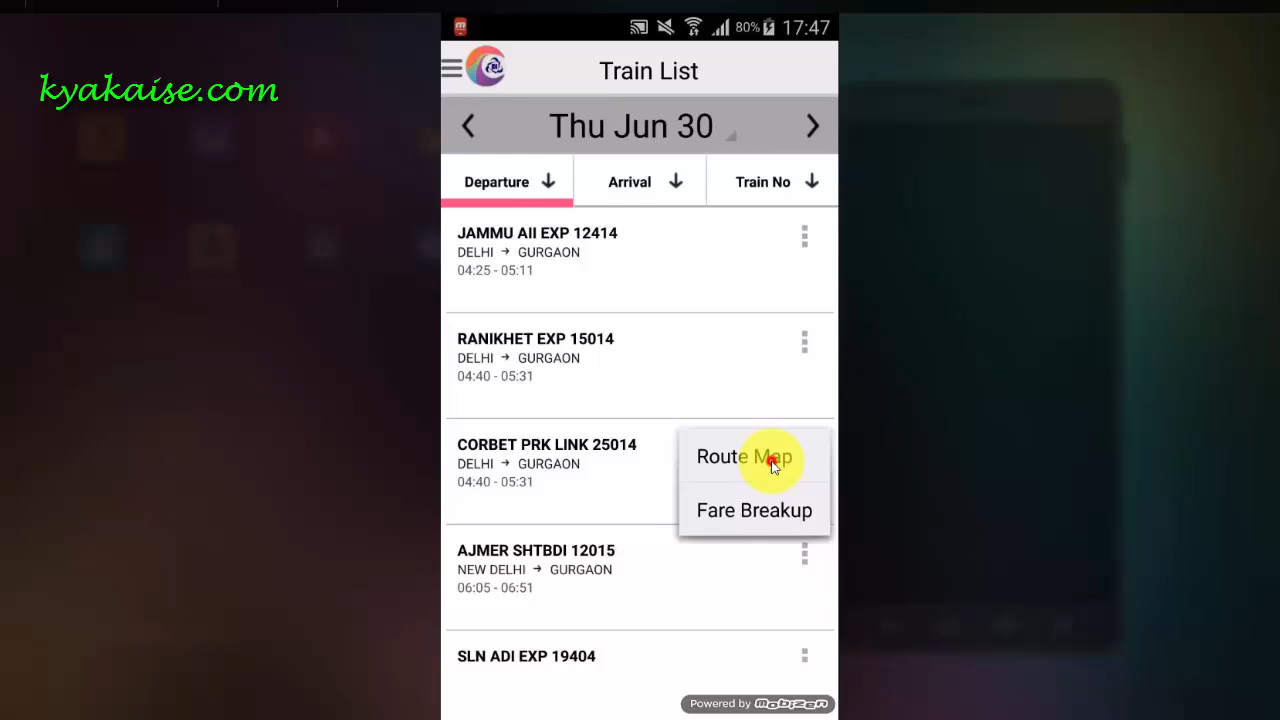 kyakaise.com
80% 17:47
Train List
Thu Jun 30
Departure Arrival Train No
JAMMU AII EXP 12414
DELHI → GURGAON
04:25 - 05:11
RANIKHET EXP 15014
DELHI → GURGAON
04:40 - 05:31
CORBET PRK LINK 25014
DELHI → GURGAON
04:40 - 05:31
Route Map
Fare Breakup
AJMER SHTBDI 12015
NEW DELHI → GURGAON
06:05 - 06:51
SLN ADI EXP 19404
Powered by mobizen